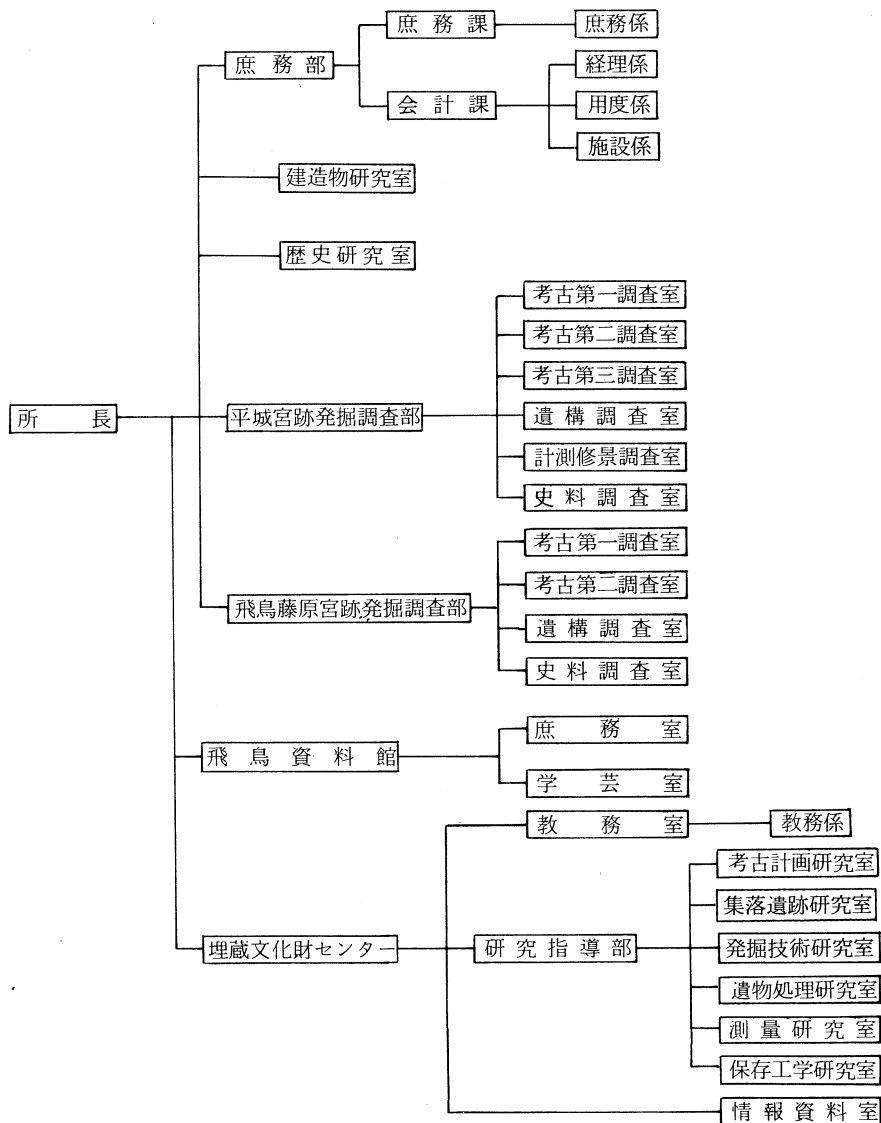 庶務課
庶務係
庶務部
経理係
会計課
用度係
施設係
建造物研究室
歴史研究室
考古第一調査室
考古第二調査室
考古第三調査室
所長
平城宮跡発掘調査部
遺構調査室
計測修景調査室
史料調査室
考古第一調査室
考古第二調査室
飛鳥藤原宮跡発掘調査部
遺構調査室
史料調査室
庶務室
飛鳥資料館
学芸室
教務室
教務係
考古計画研究室
集落遺跡研究室
埋蔵文化財センター
研究指導部
発掘技術研究室
遺物処理研究室
測量研究室
保存工学研究室
情報資料室